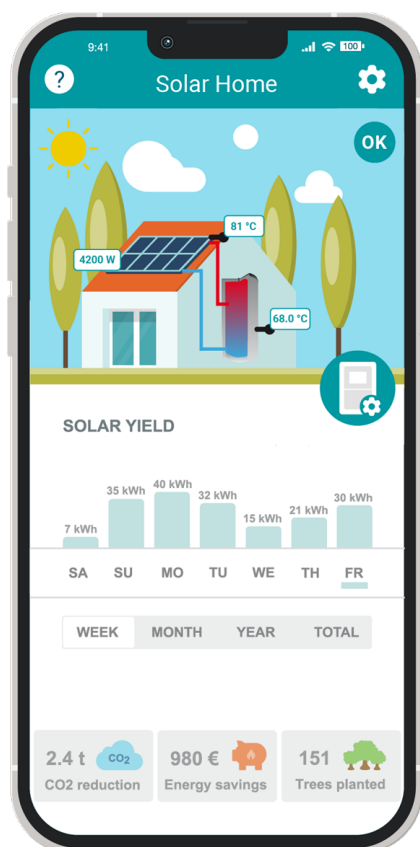 9:41
100
?
Solar Home
OK
81 °C
4200 W
68.0 °C
SOLAR YIELD
7 kWh
35 kWh
40 kWh
32 kWh
15 kWh
21 kWh
30 kWh
SA SU MO TU WE TH FR
WEEK MONTH YEAR TOTAL
2.4 t CO₂
CO2 reduction
980 €
Energy savings
151
Trees planted